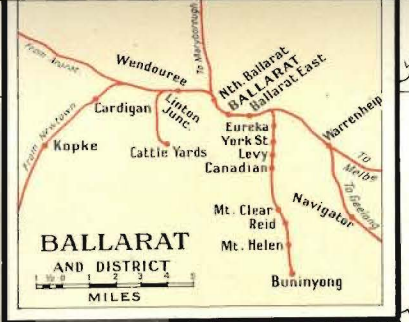 To Maryborough
From Ararat
Wendouree
Nth. Ballarat
BALLARAT
Ballarat East
Linton
Junc.
Cardigan
From Newtown
Kopke
Cattle Yards
Eureka
York St
Levy
Canadian
Warrenheip
TO
Melbe
To Geelong
Navigator
Mt. Clear
Reid
Mt. Helen
Buninyong
BALLARAT
AND DISTRICT
1 ½ 0 1 2 3 4 5
MILES